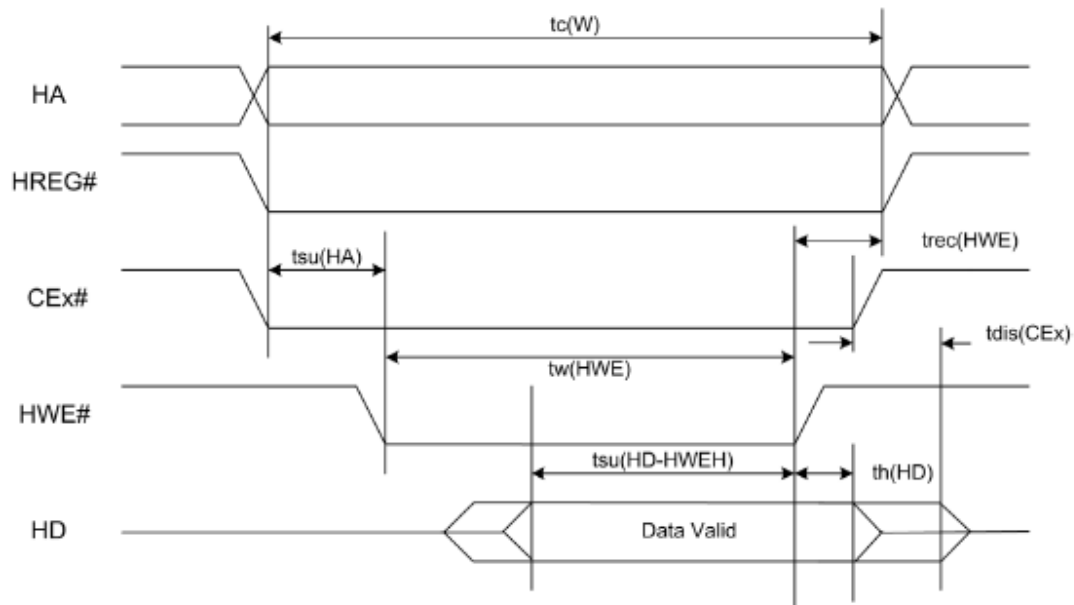 tc(W)
HA
HREG#
trec(HWE)
tsu(HA)
CEx#
tdis(CEx)
tw(HWE)
HWE#
tsu(HD-HWEH)
th(HD)
HD
Data Valid